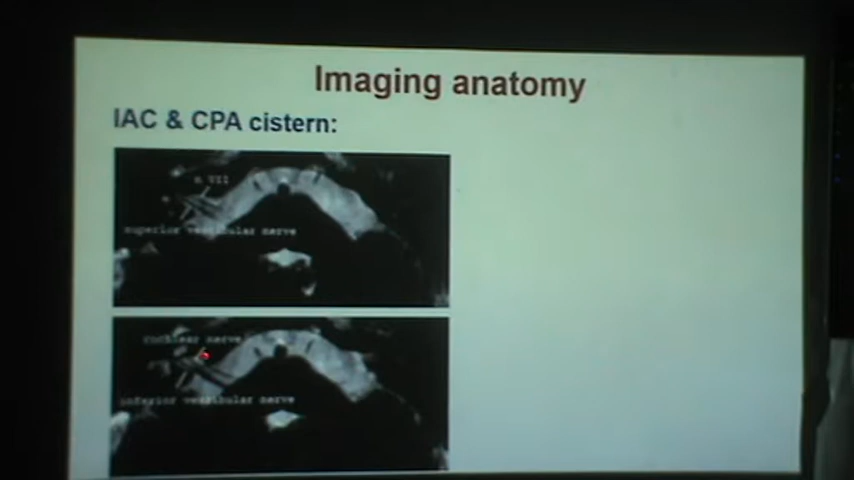 Imaging anatomy
IAC & CPA cistern:
n VII
superior vestibular nerve
cochlear nerve
inferior vestibular nerve